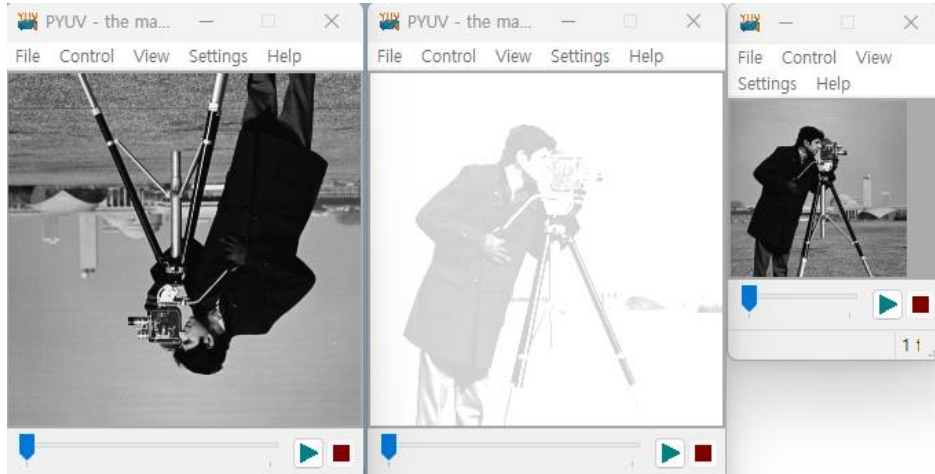 PYUV - the ma...
File Control View Settings Help
PYUV - the ma...
File Control View Settings Help
File Control View
Settings Help